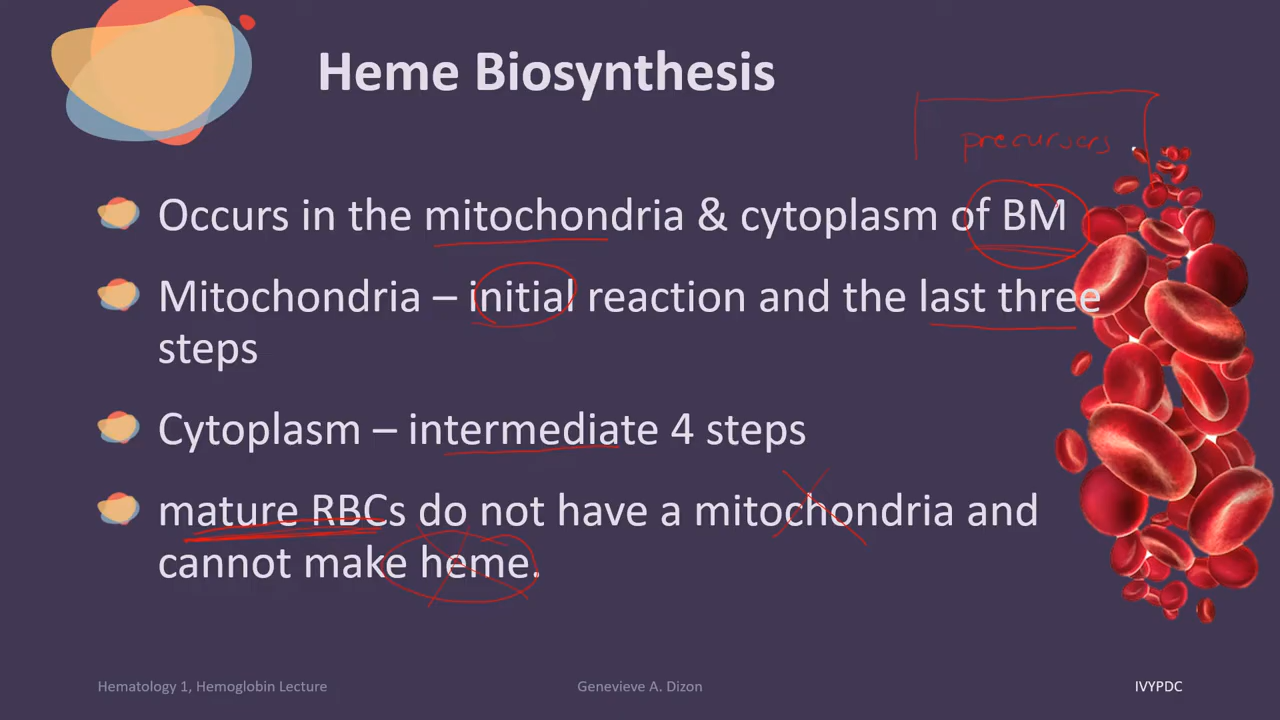 Heme Biosynthesis
precursors
Occurs in the mitochondria & cytoplasm of BM
Mitochondria – initial reaction and the last three
steps
Cytoplasm – intermediate 4 steps
mature RBCs do not have a mitochondria and
cannot make heme.
Hematology 1, Hemoglobin Lecture
Genevieve A. Dizon
IVYPDC